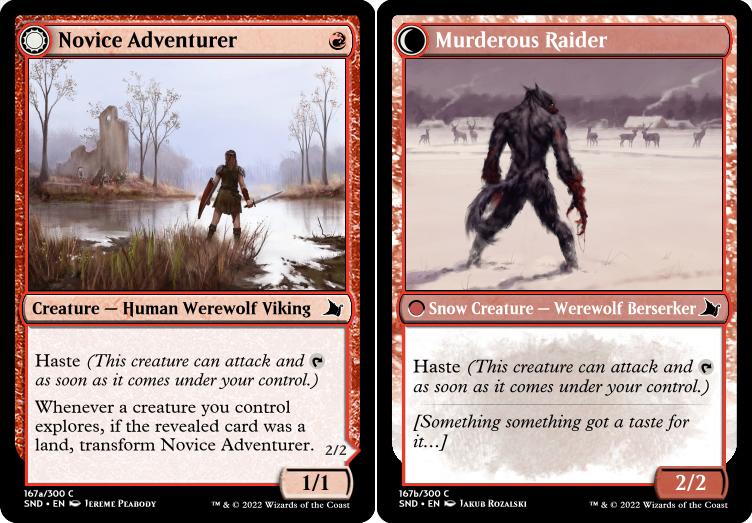 Novice Adventurer
Creature — Human Werewolf Viking
Haste (This creature can attack and
as soon as it comes under your control.)
Whenever a creature you control
explores, if the revealed card was a
land, transform Novice Adventurer.
2/2
1/1
167a/300 C
SND • EN Jereme Peabody
™ & © 2022 Wizards of the Coast
Murderous Raider
Snow Creature — Werewolf Berserker
Haste (This creature can attack and
as soon as it comes under your control.)
[Something something got a taste for
it…]
2/2
167b/300 C
SND • EN Jakub Rozalski
™ & © 2022 Wizards of the Coast